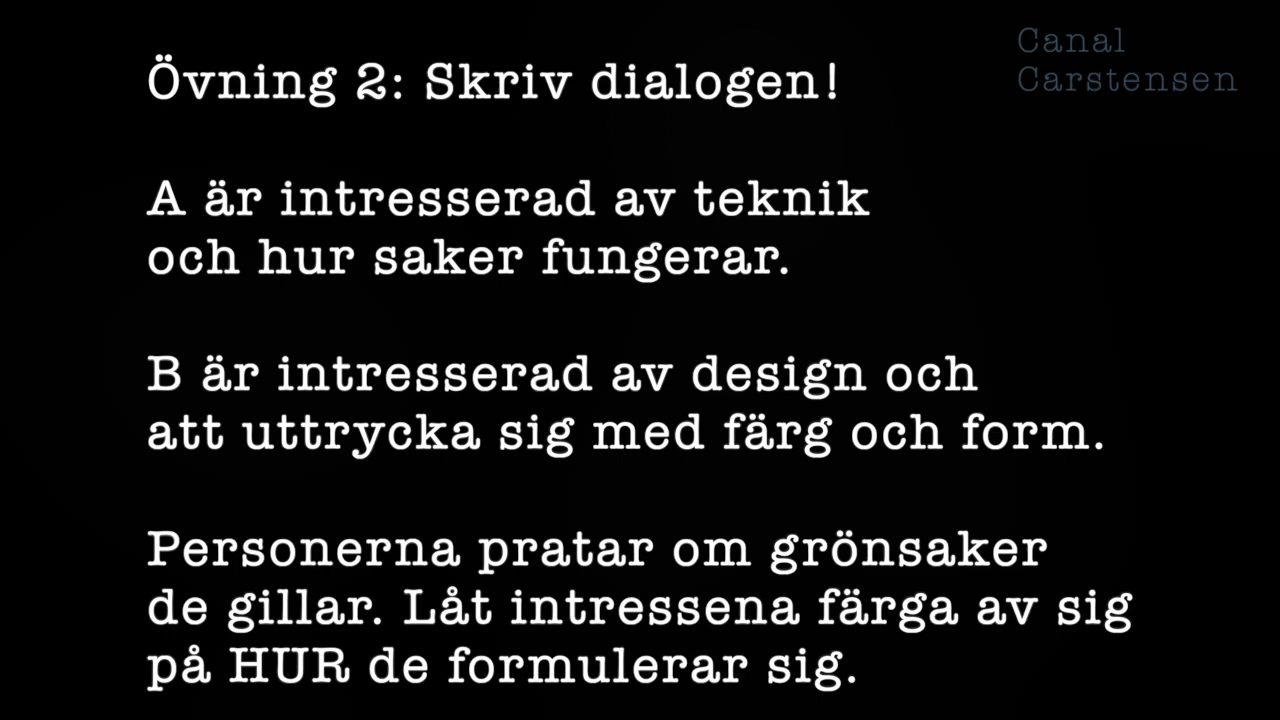 Canal
Carstensen
Övning 2: Skriv dialogen!
A är intresserad av teknik
och hur saker fungerar.
B är intresserad av design och
att uttrycka sig med färg och form.
Personerna pratar om grönsaker
de gillar. Låt intressena färga av sig
på HUR de formulerar sig.